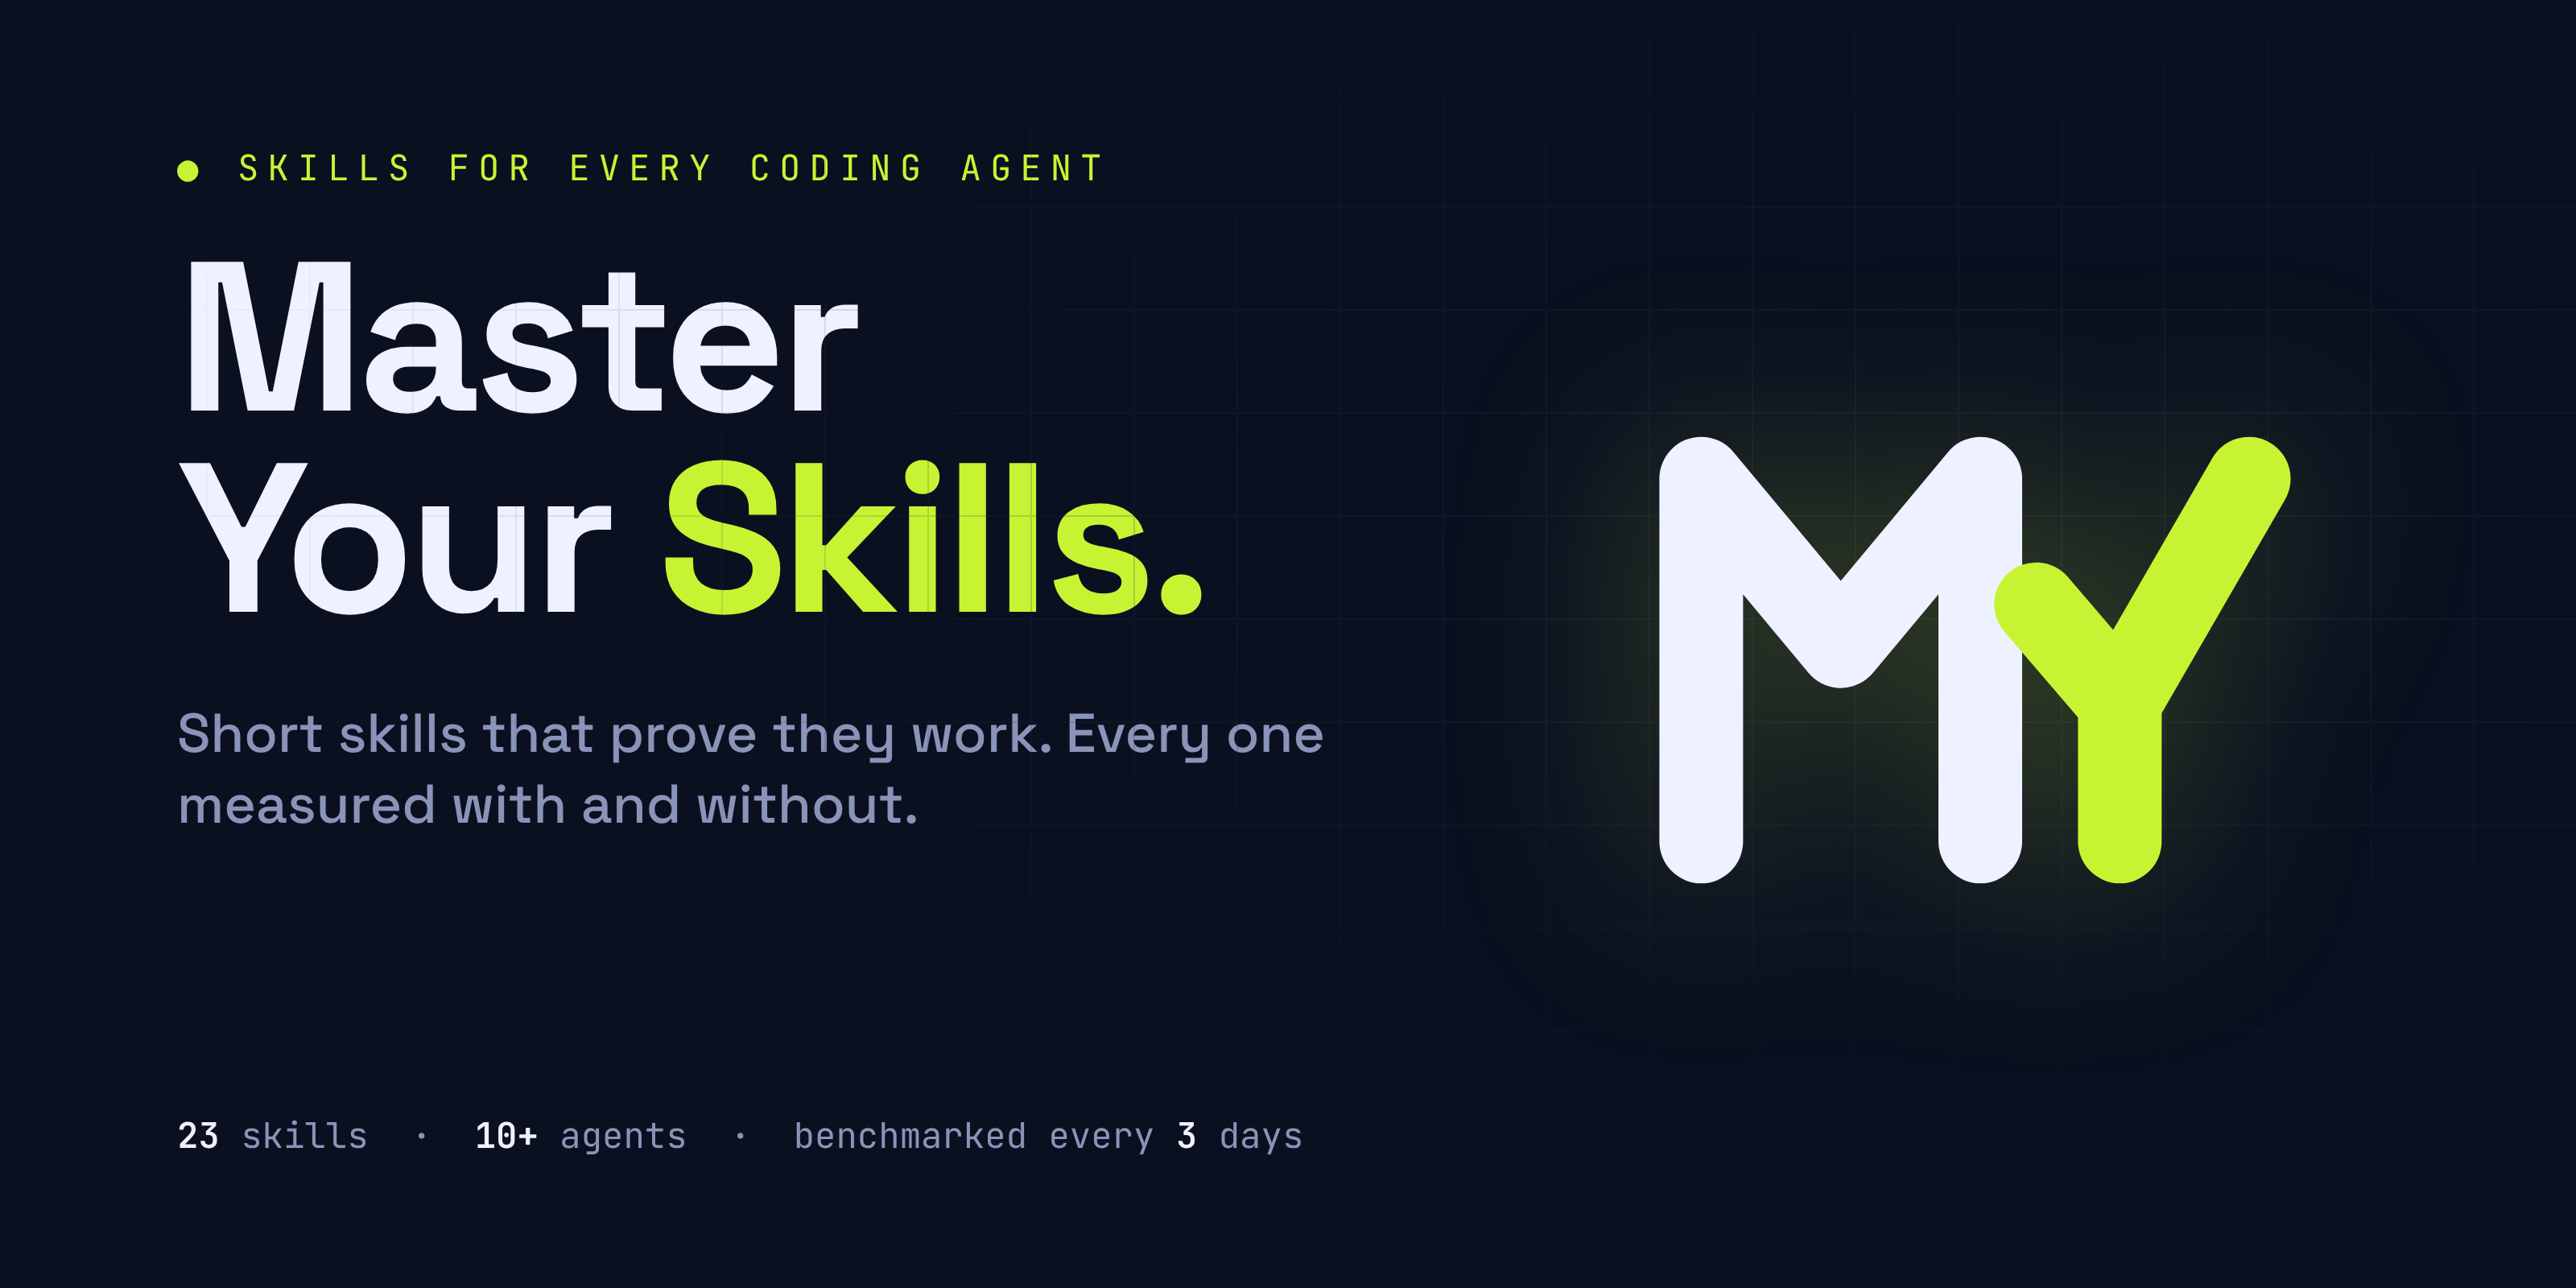 SKILLS FOR EVERY CODING AGENT
Master
Your Skills.
Short skills that prove they work. Every one
measured with and without.
MY
23 skills · 10+ agents · benchmarked every 3 days